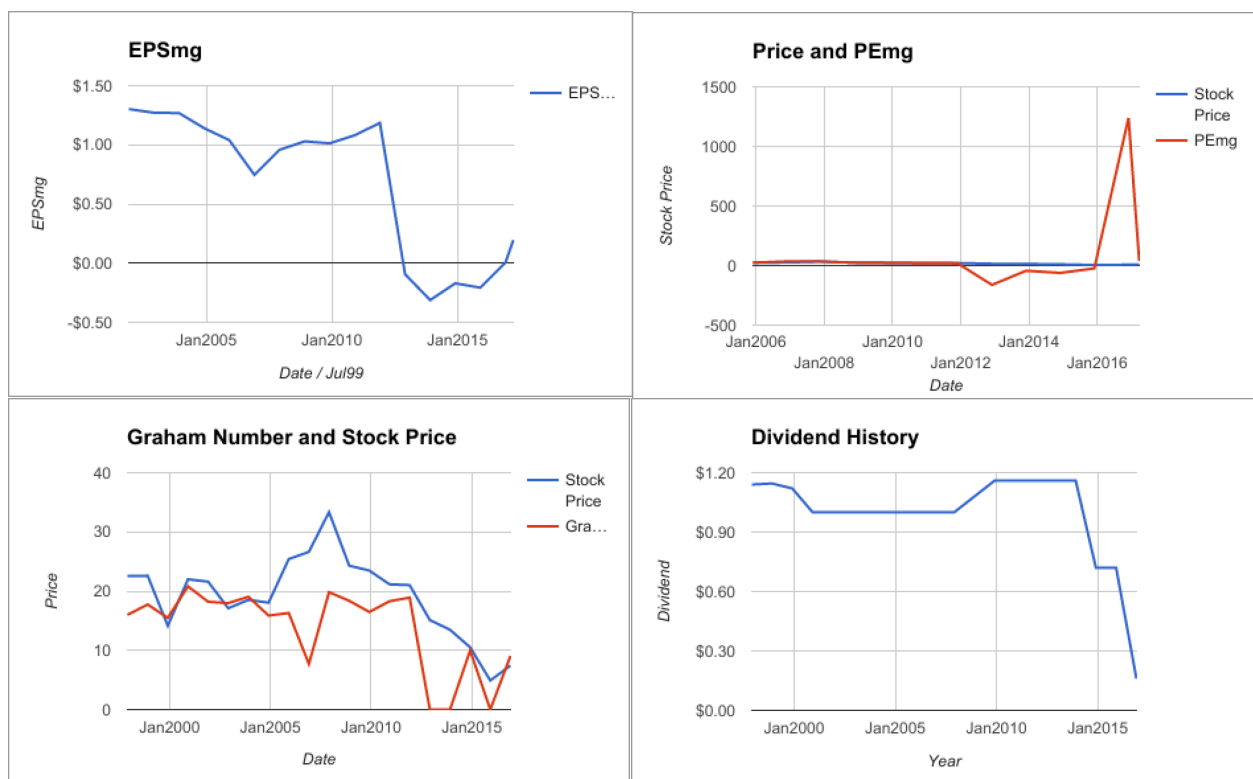 EPSmg
$1.50
$1.00
$0.50
$0.00
-$0.50
EPSmg
Jan2005
Jan2010
Jan2015
Date / Jul99
EPS…
Price and PEmg
1500
1000
500
0
-500
Stock Price
Jan2006
Jan2008
Jan2010
Jan2012
Jan2014
Jan2016
Date
Stock
Price
PEmg
Graham Number and Stock Price
40
30
20
10
0
Price
Jan2000
Jan2005
Jan2010
Jan2015
Date
Stock
Price
Gra…
Dividend History
$1.20
$0.90
$0.60
$0.30
$0.00
Dividend
Jan2000
Jan2005
Jan2010
Jan2015
Year